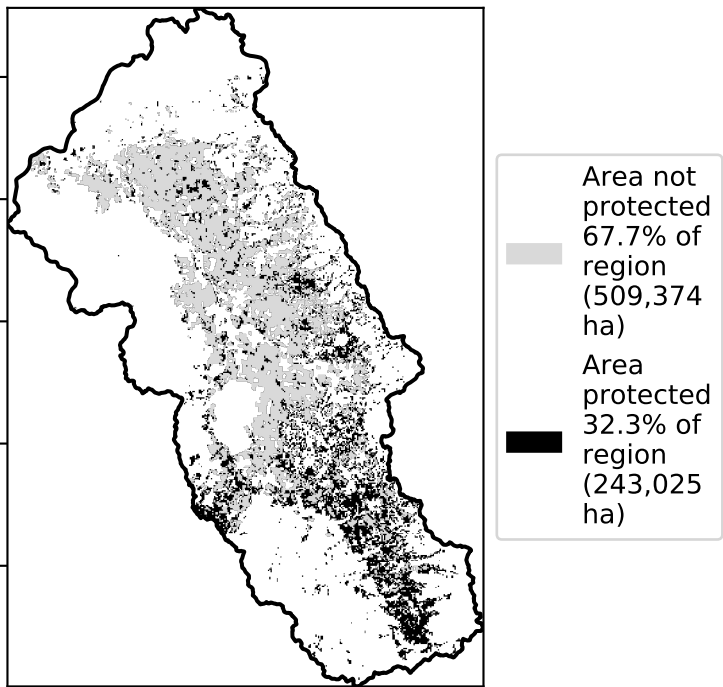 Area not
protected
67.7% of
region
(509,374
ha)
Area
protected
32.3% of
region
(243,025
ha)